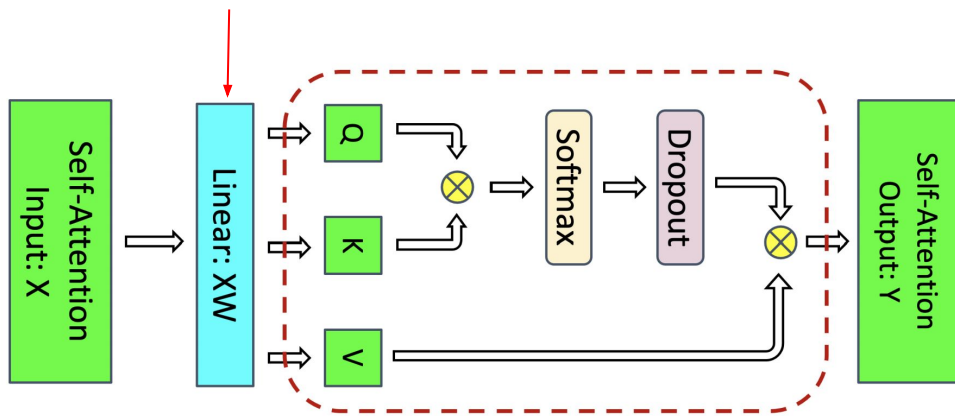 Self-Attention
Input: X
Linear: XW
Q
K
V
Softmax
Dropout
Self-Attention
Output: Y